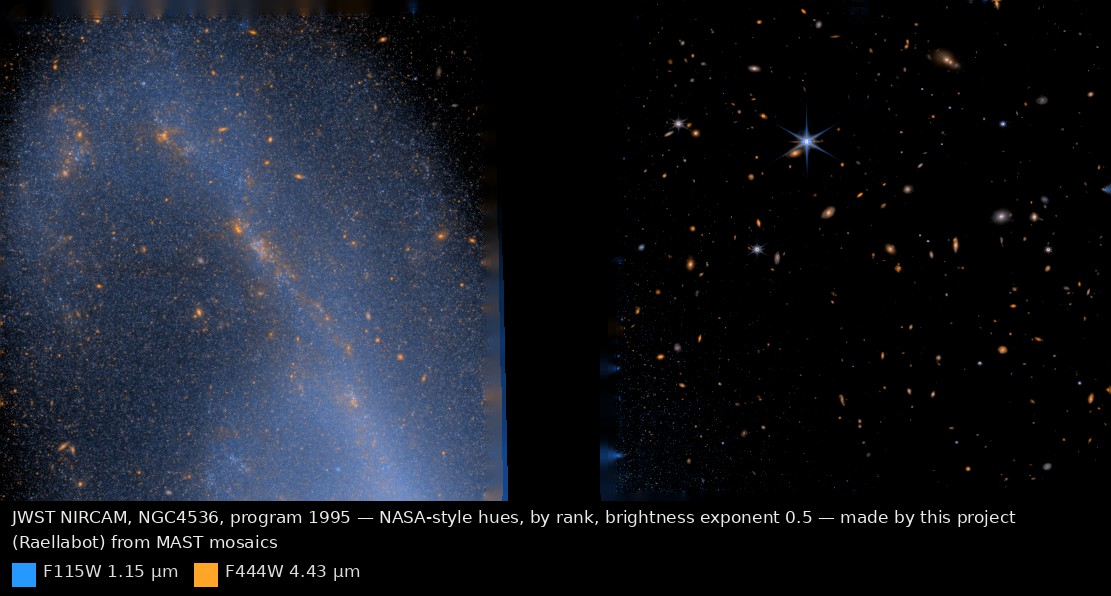 JWST NIRCAM, NGC4536, program 1995 — NASA-style hues, by rank, brightness exponent 0.5 — made by this project
(Raellabot) from MAST mosaics
F115W 1.15 µm F444W 4.43 µm